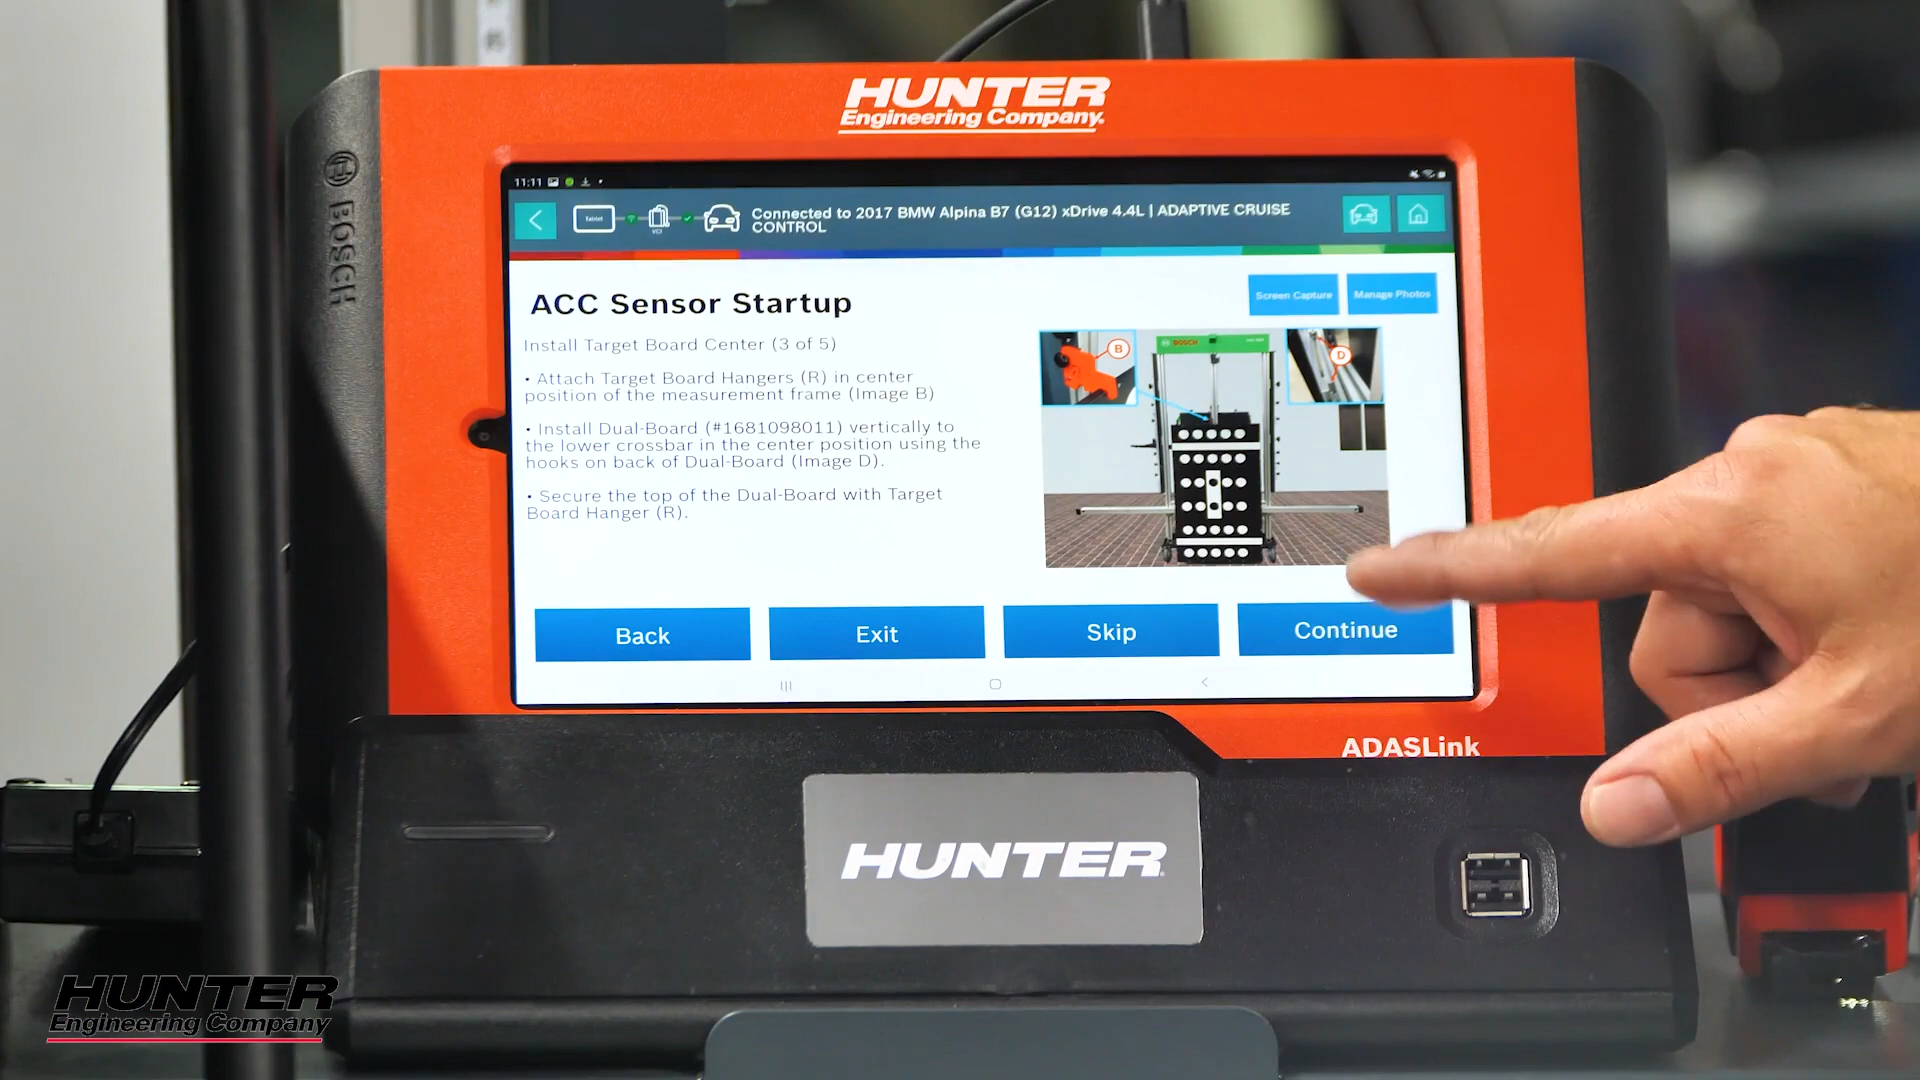 HUNTER
Engineering Company.
BOSCH
11:11
Tablet
VCI
Connected to 2017 BMW Alpina B7 (G12) xDrive 4.4L | ADAPTIVE CRUISE
CONTROL
ACC Sensor Startup
Screen Capture
Manage Photos
Install Target Board Center (3 of 5)
• Attach Target Board Hangers (R) in center
position of the measurement frame (Image B)
• Install Dual-Board (#1681098011) vertically to
the lower crossbar in the center position using the
hooks on back of Dual-Board (Image D).
• Secure the top of the Dual-Board with Target
Board Hanger (R).
B
BOSCH
D
Back
Exit
Skip
Continue
ADASLink
HUNTER
HUNTER
Engineering Company